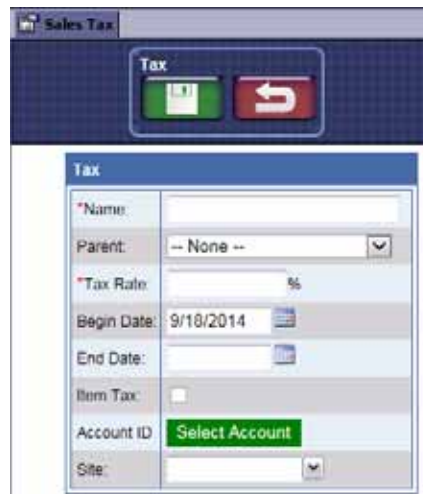 Sales Tax
Tax
Tax
*Name:
Parent: -- None --
*Tax Rate: %
Begin Date: 9/18/2014
End Date:
Item Tax:
Account ID Select Account
Site: